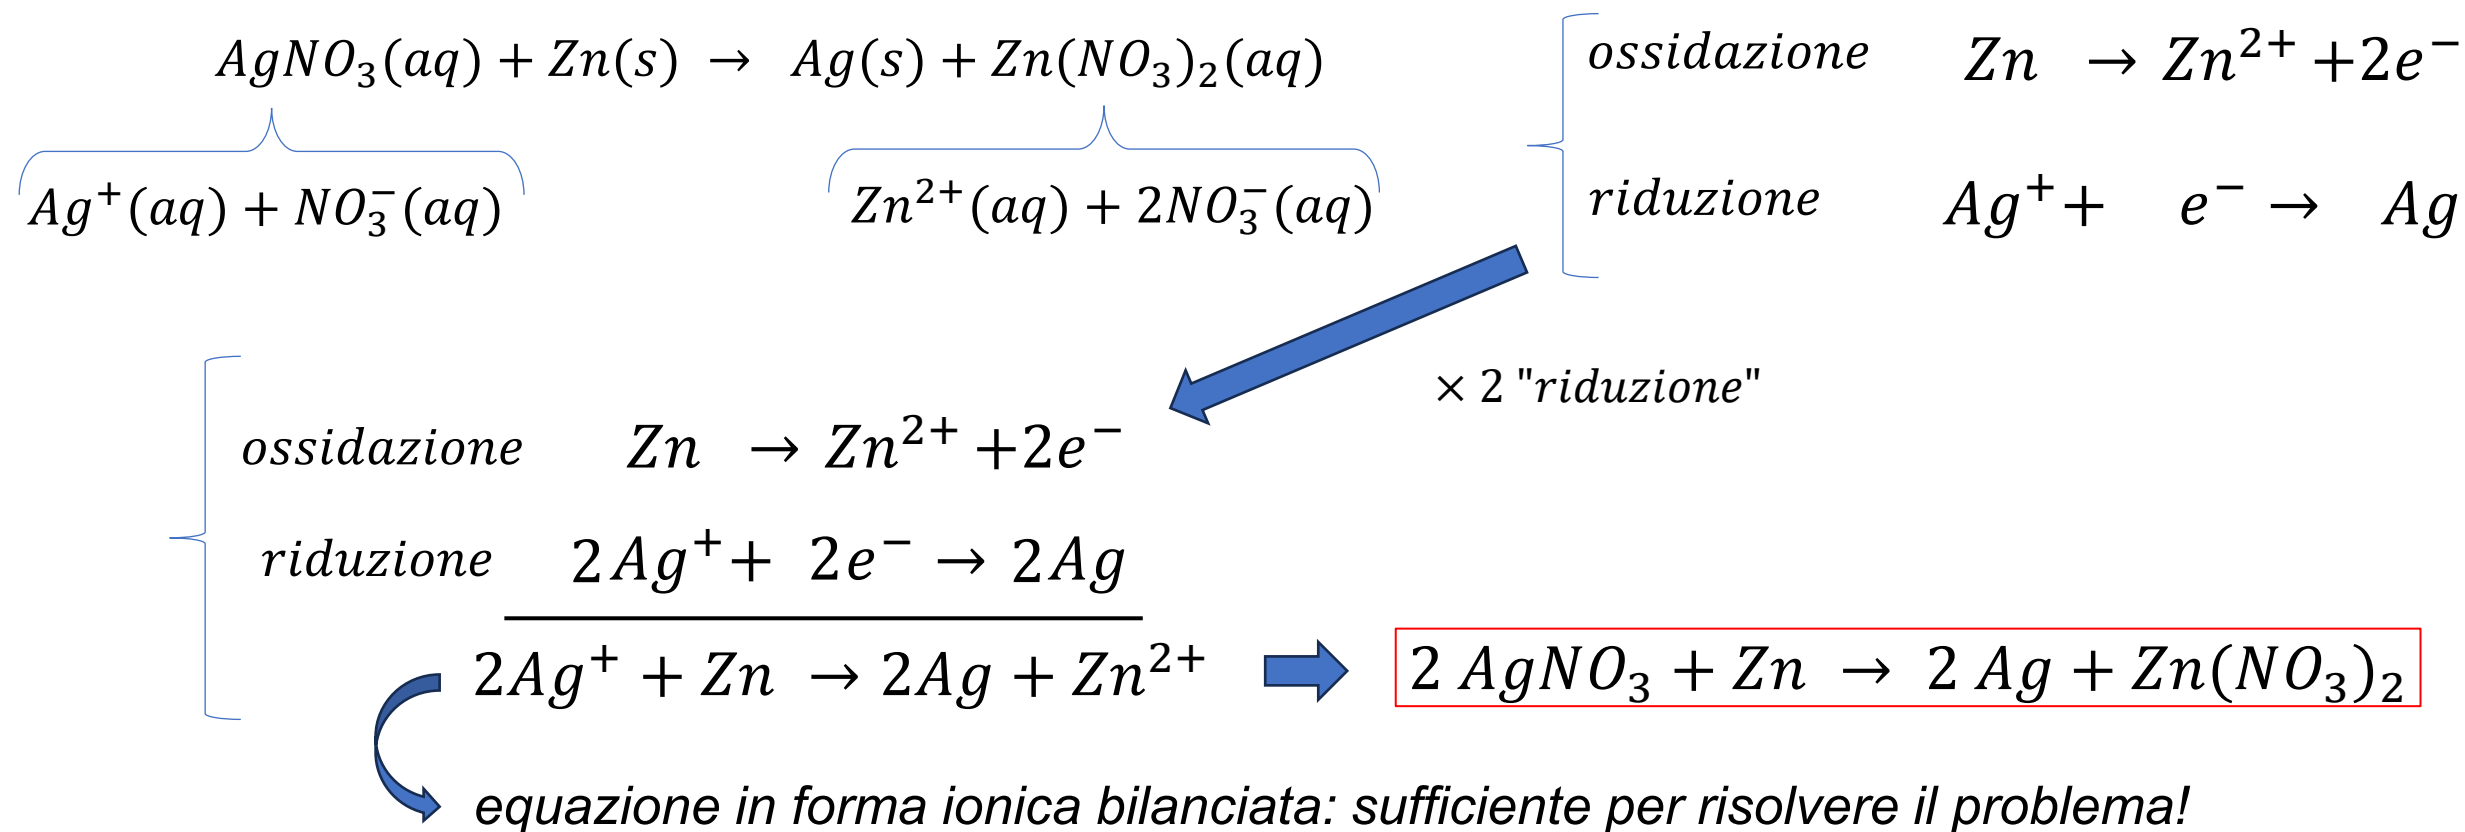 AgNO₃(aq) + Zn(s) → Ag(s) + Zn(NO₃)₂(aq)
Ag⁺(aq) + NO₃⁻(aq)
Zn²⁺(aq) + 2NO₃⁻(aq)
ossidazione Zn → Zn²⁺ +2e⁻
riduzione Ag⁺+ e⁻ → Ag
× 2 "riduzione"
ossidazione Zn → Zn²⁺ +2e⁻
riduzione 2Ag⁺+ 2e⁻ → 2Ag
2Ag⁺ + Zn → 2Ag + Zn²⁺
2 AgNO₃ + Zn → 2 Ag + Zn(NO₃)₂
equazione in forma ionica bilanciata: sufficiente per risolvere il problema!